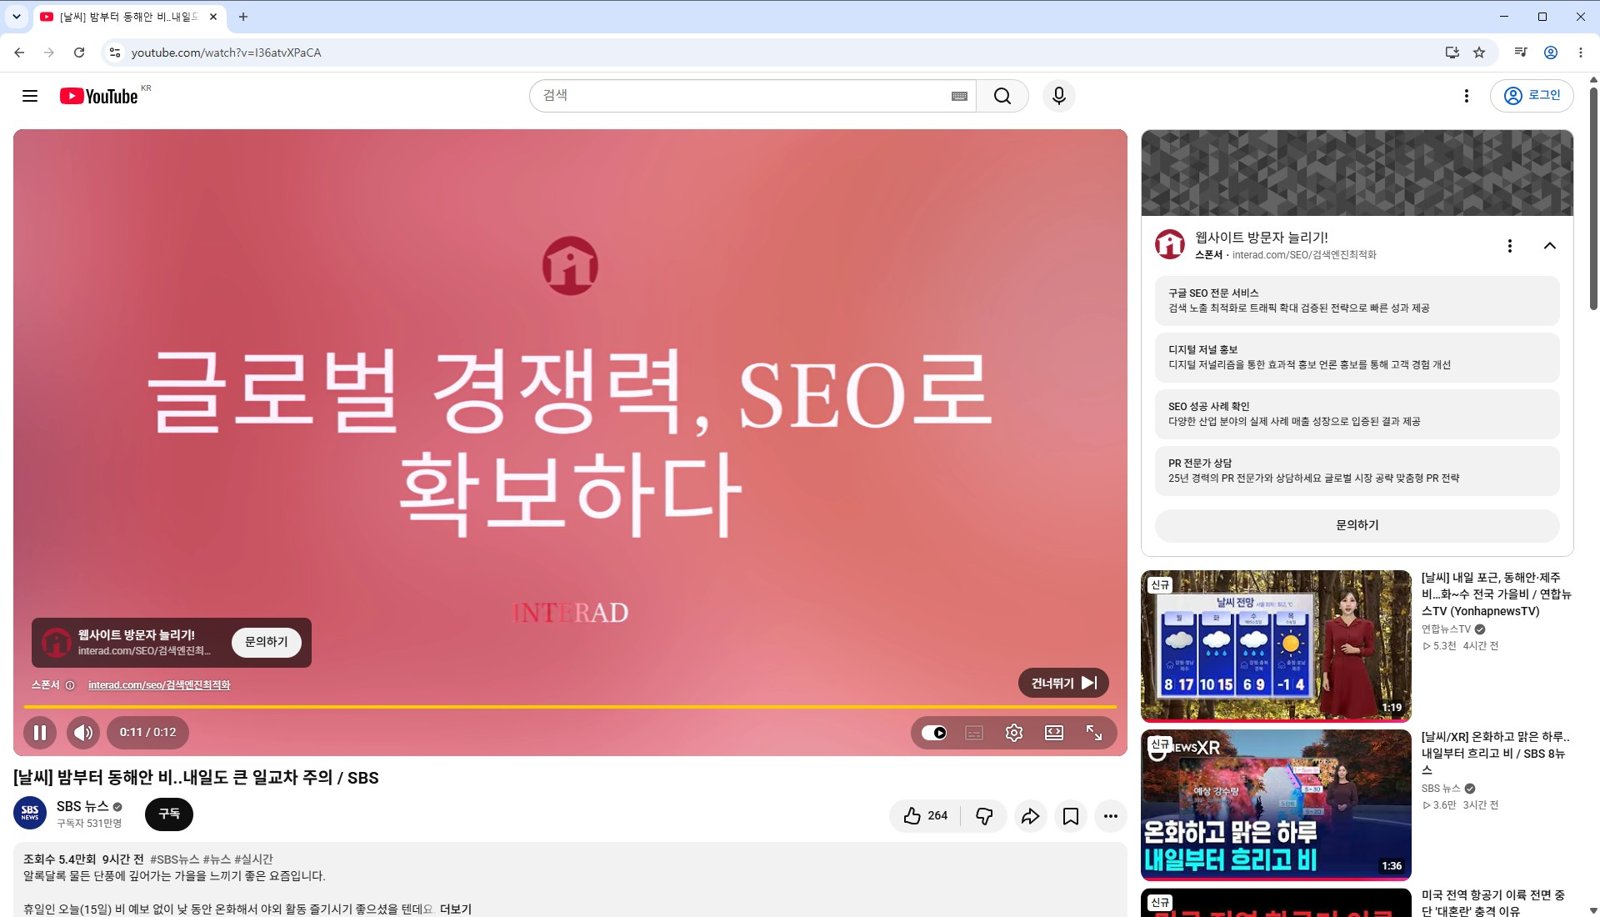 [날씨] 밤부터 동해안 비..내일도
youtube.com/watch?v=I36atvXPaCA
YouTube KR
검색
로그인
글로벌 경쟁력, SEO로
확보하다
INTERAD
웹사이트 방문자 늘리기!
interad.com/SEO/검색엔진최...
문의하기
스폰서
interad.com/seo/검색엔진최적화
건너뛰기
0:11 / 0:12
[날씨] 밤부터 동해안 비..내일도 큰 일교차 주의 / SBS
SBS NEWS
SBS 뉴스
구독자 531만명
구독
264
조회수 5.4만회 9시간 전 #SBS뉴스 #뉴스 #실시간
알록달록 물든 단풍에 깊어가는 가을을 느끼기 좋은 요즘입니다.
휴일인 오늘(15일) 비 예보 없이 낮 동안 온화해서 야외 활동 즐기시기 좋으셨을 텐데요. 더보기
웹사이트 방문자 늘리기!
스폰서 · interad.com/SEO/검색엔진최적화
구글 SEO 전문 서비스
검색 노출 최적화로 트래픽 확대 검증된 전략으로 빠른 성과 제공
디지털 저널 홍보
디지털 저널리즘을 통한 효과적 홍보 언론 홍보를 통해 고객 경험 개선
SEO 성공 사례 확인
다양한 산업 분야의 실제 사례 매출 성장으로 입증된 결과 제공
PR 전문가 상담
25년 경력의 PR 전문가와 상담하세요 글로벌 시장 공략 맞춤형 PR 전략
문의하기
신규
날씨 전망
월 화 수 목
8 17 10 15 6 9 -1 4
1:19
[날씨] 내일 포근, 동해안·제주
비…화~수 전국 가을비 / 연합뉴
스TV (YonhapnewsTV)
연합뉴스TV
5.3천 4시간 전
신규
NEWSXR
예상 강수량
온화하고 맑은 하루
내일부터 흐리고 비
1:36
[날씨/XR] 온화하고 맑은 하루..
내일부터 흐리고 비 / SBS 8뉴
스
SBS 뉴스
3.6만 3시간 전
신규
미국 전역 항공기 이륙 전면 중
단 '대혼란' 충격 이유